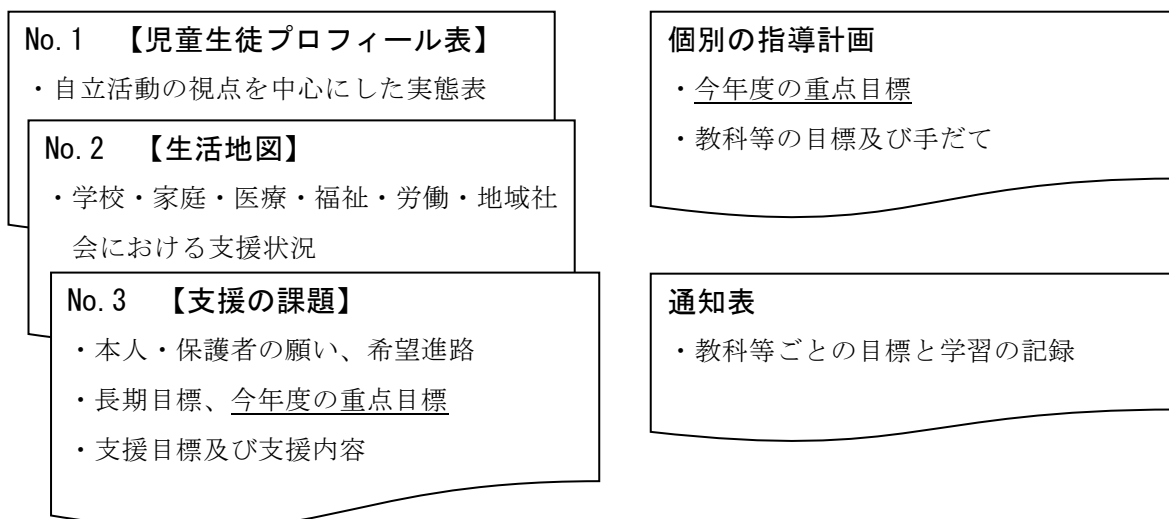 No.1 【児童生徒プロフィール表】
・自立活動の視点を中心にした実態表
No.2 【生活地図】
・学校・家庭・医療・福祉・労働・地域社
会における支援状況
No.3 【支援の課題】
・本人・保護者の願い、希望進路
・長期目標、今年度の重点目標
・支援目標及び支援内容
個別の指導計画
・今年度の重点目標
・教科等の目標及び手だて
通知表
・教科等ごとの目標と学習の記録